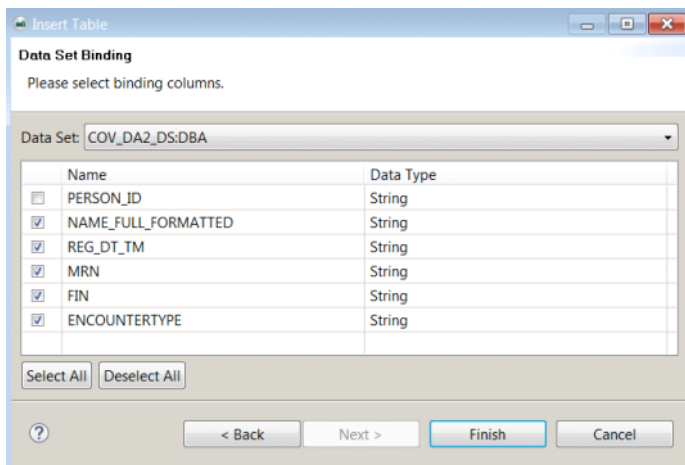 Insert Table
Data Set Binding
Please select binding columns.
Data Set: COV_DA2_DS:DBA
Name Data Type
PERSON_ID String
NAME_FULL_FORMATTED String
REG_DT_TM String
MRN String
FIN String
ENCOUNTERTYPE String
Select All Deselect All
? < Back Next > Finish Cancel